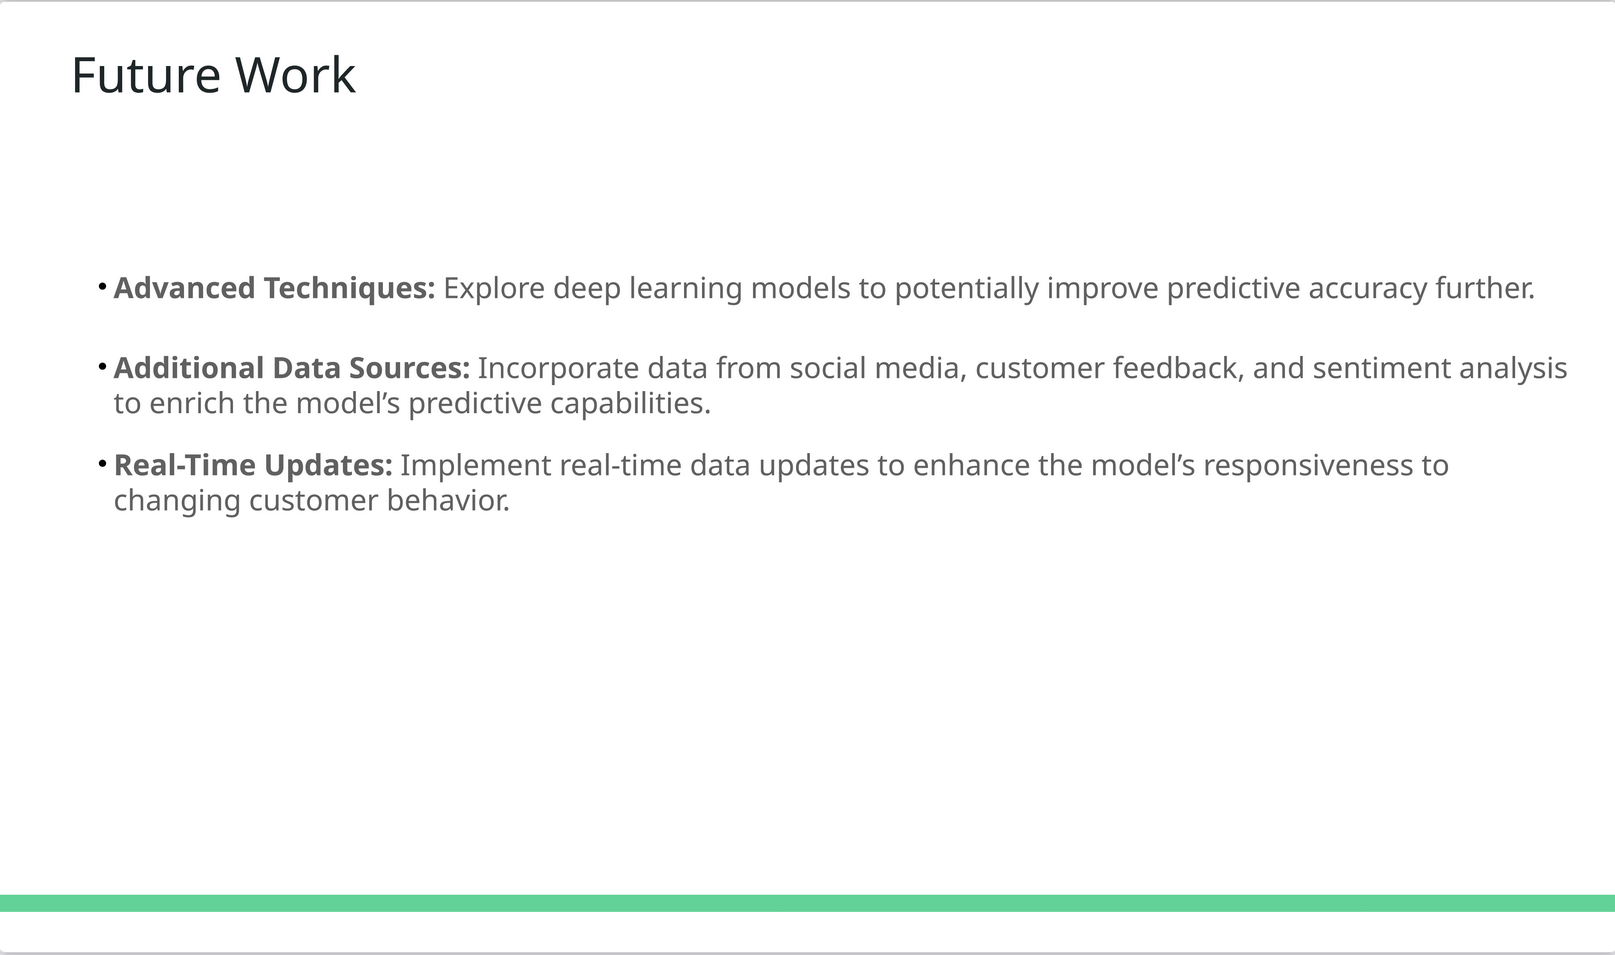 Future Work
• Advanced Techniques: Explore deep learning models to potentially improve predictive accuracy further.
• Additional Data Sources: Incorporate data from social media, customer feedback, and sentiment analysis
to enrich the model’s predictive capabilities.
• Real-Time Updates: Implement real-time data updates to enhance the model’s responsiveness to
changing customer behavior.